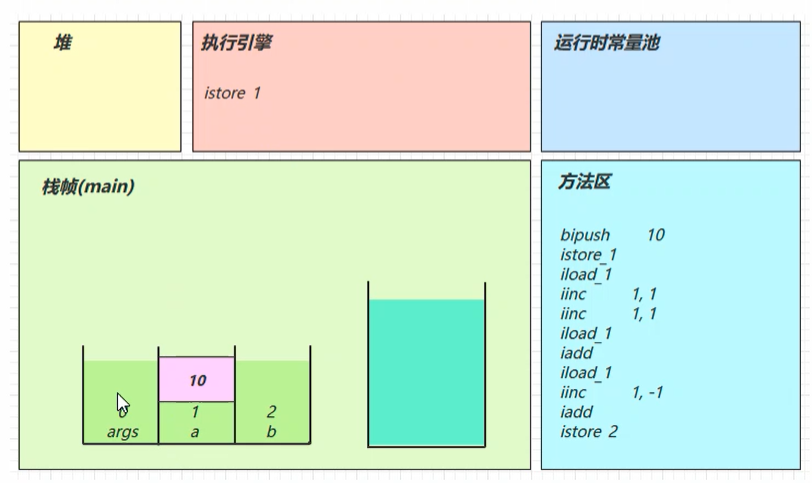 堆
执行引擎
istore 1
运行时常量池
栈帧(main)
10
0 1 2
args a b
方法区
bipush 10
istore_1
iload_1
iinc 1, 1
iinc 1, 1
iload_1
iadd
iload_1
iinc 1, -1
iadd
istore 2